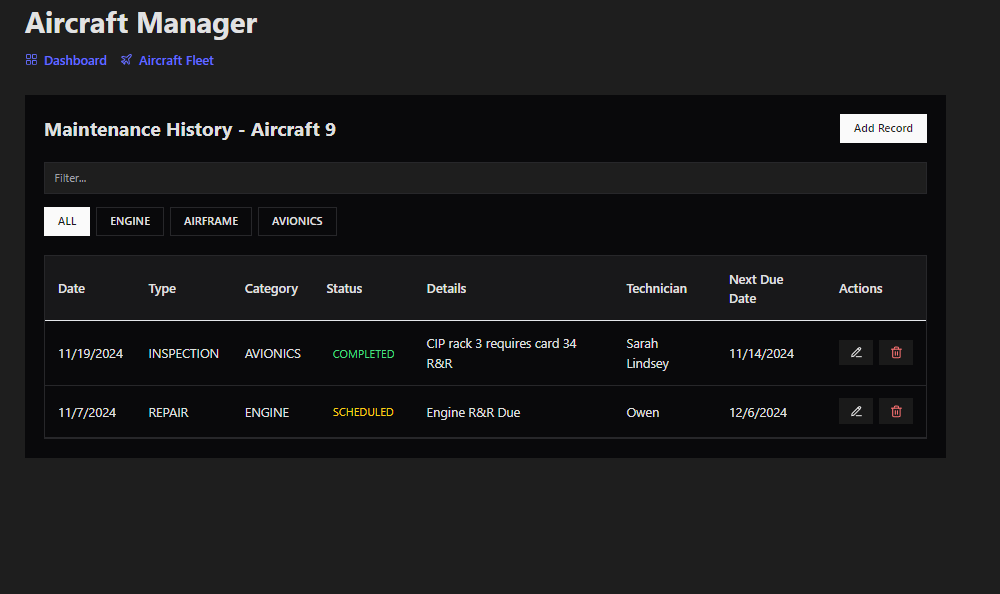 Aircraft Manager
Dashboard Aircraft Fleet
Maintenance History - Aircraft 9
Add Record
Filter...
ALL ENGINE AIRFRAME AVIONICS
Date Type Category Status Details Technician Next Due Date Actions
11/19/2024 INSPECTION AVIONICS COMPLETED CIP rack 3 requires card 34 R&R Sarah Lindsey 11/14/2024
11/7/2024 REPAIR ENGINE SCHEDULED Engine R&R Due Owen 12/6/2024